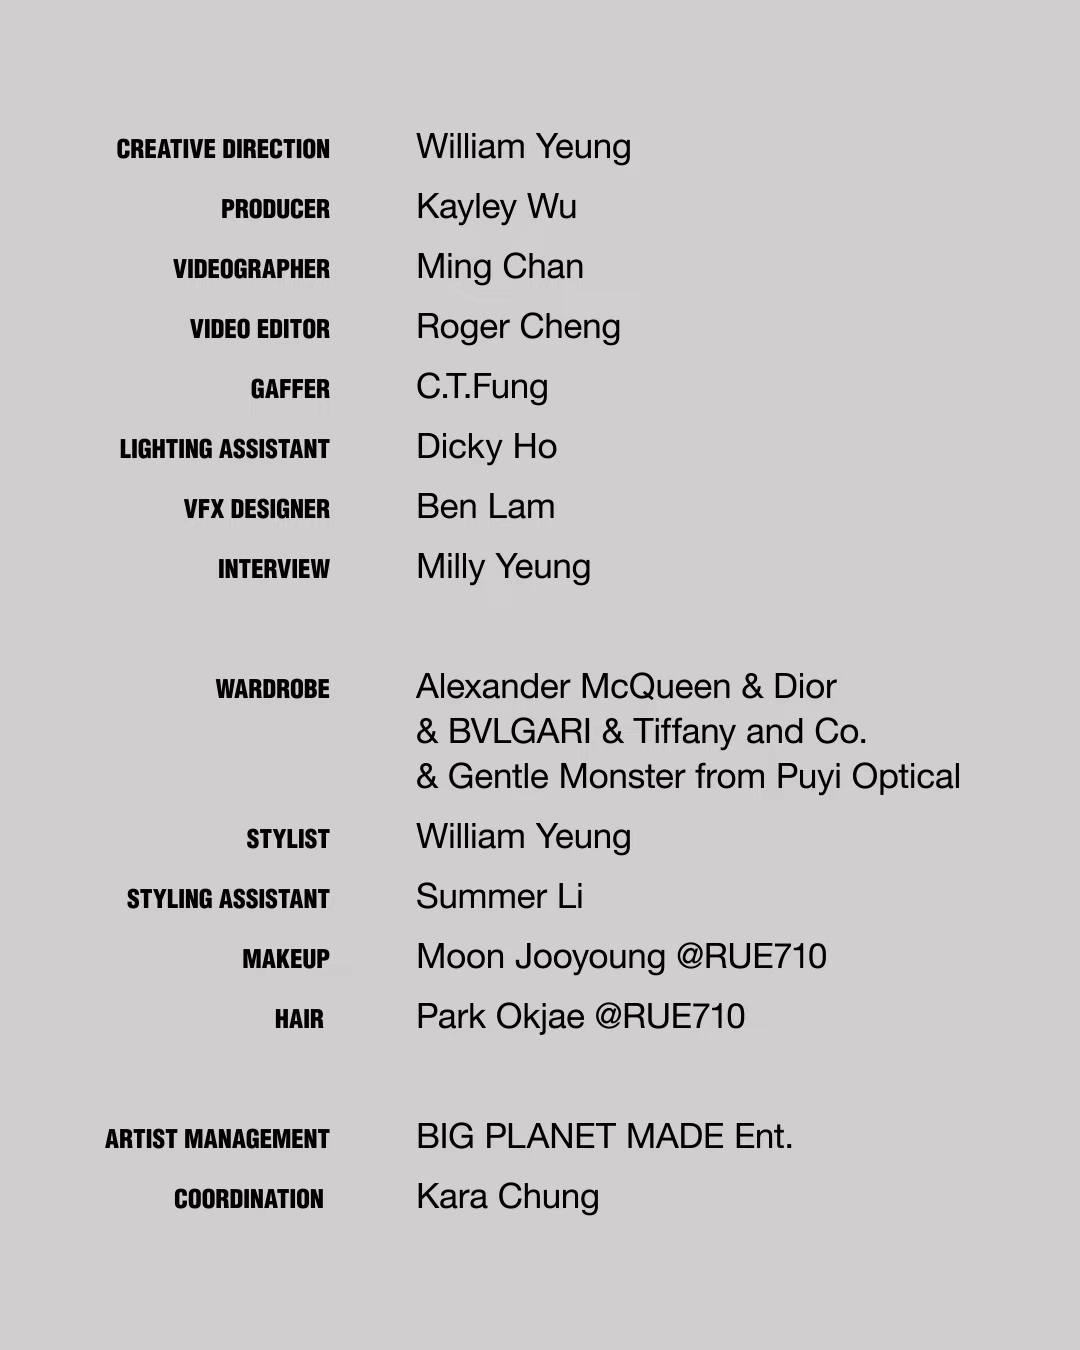 CREATIVE DIRECTION William Yeung
PRODUCER Kayley Wu
VIDEOGRAPHER Ming Chan
VIDEO EDITOR Roger Cheng
GAFFER C.T.Fung
LIGHTING ASSISTANT Dicky Ho
VFX DESIGNER Ben Lam
INTERVIEW Milly Yeung
WARDROBE Alexander McQueen & Dior
& BVLGARI & Tiffany and Co.
& Gentle Monster from Puyi Optical
STYLIST William Yeung
STYLING ASSISTANT Summer Li
MAKEUP Moon Jooyoung @RUE710
HAIR Park Okjae @RUE710
ARTIST MANAGEMENT BIG PLANET MADE Ent.
COORDINATION Kara Chung